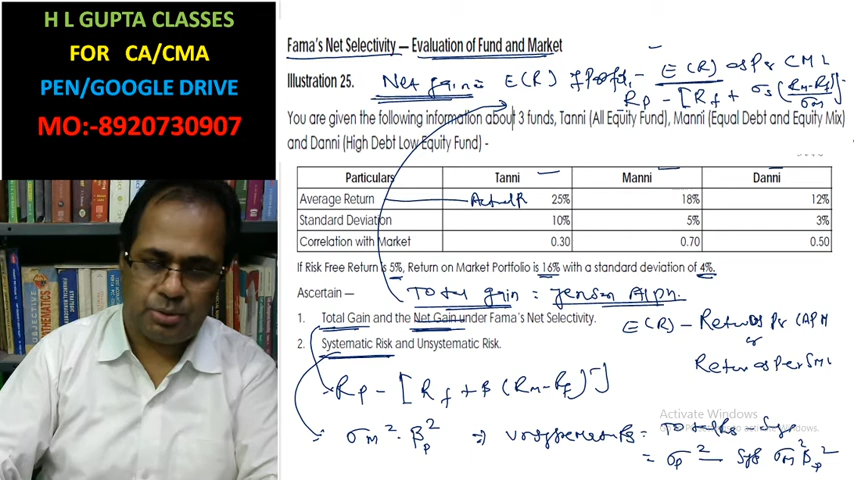 H L GUPTA CLASSES
FOR CA/CMA
PEN/GOOGLE DRIVE
MO:-8920730907
Fama's Net Selectivity — Evaluation of Fund and Market
Illustration 25. Net gain = E(R) - E(R) as per CML
Rp - [Rf + σs (Rm-Rf / σm)]
You are given the following information about 3 funds, Tanni (All Equity Fund), Manni (Equal Debt and Equity Mix)
and Danni (High Debt Low Equity Fund) -
Particulars Tanni Manni Danni
Average Return Actual R 25% 18% 12%
Standard Deviation 10% 5% 3%
Correlation with Market 0.30 0.70 0.50
If Risk Free Return is 5%, Return on Market Portfolio is 16% with a standard deviation of 4%.
Ascertain — Total gain = Jensen Alph.
1. Total Gain and the Net Gain under Fama's Net Selectivity.
E(R) - Return as Per CAPM
or
2. Systematic Risk and Unsystematic Risk.
Return as Per SML
Rp - [Rf + β (Rm-Rf)]
Activate Windows
= σM². βp² ⇒ = Total Risk - Sys
= σp² - Sys σM² βp²